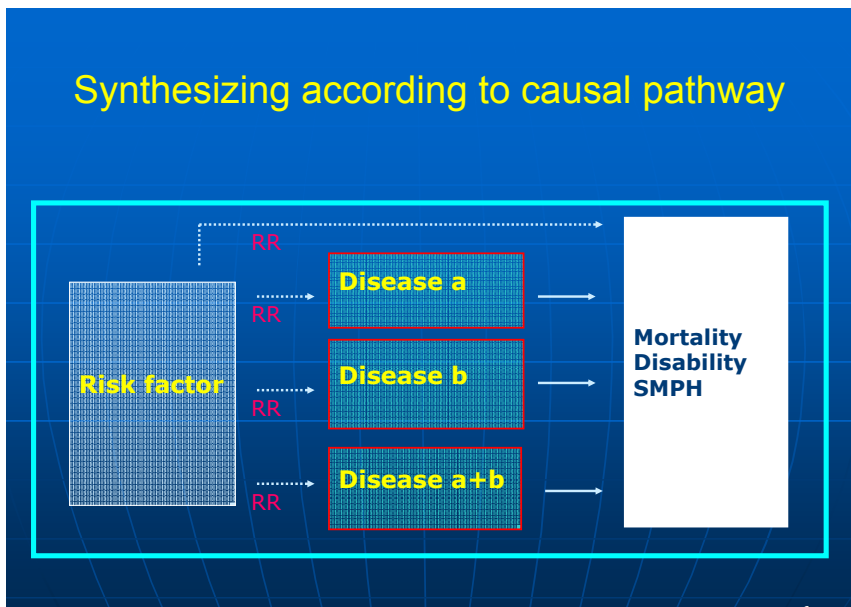 Synthesizing according to causal pathway
RR
Disease a
RR
Mortality
Disability
SMPH
Risk factor
Disease b
RR
Disease a+b
RR